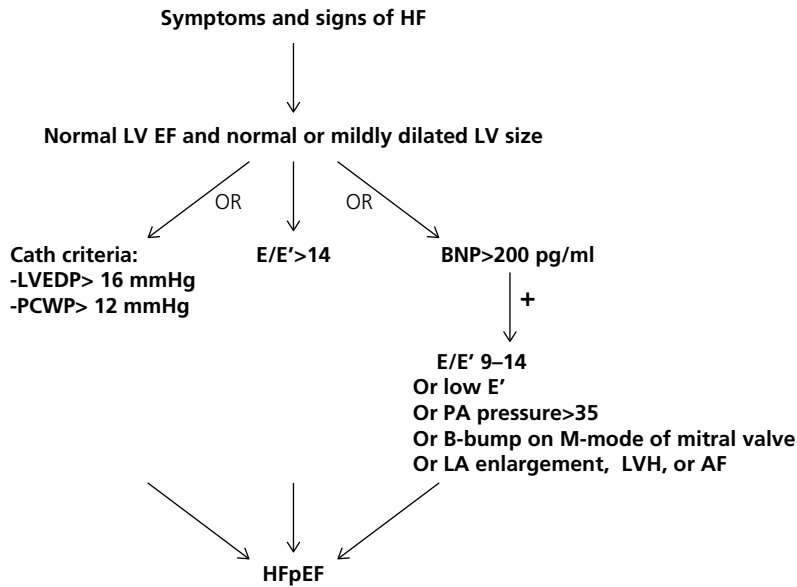 Symptoms and signs of HF
Normal LV EF and normal or mildly dilated LV size
OR
OR
Cath criteria:
-LVEDP> 16 mmHg
-PCWP> 12 mmHg
E/E’>14
BNP>200 pg/ml
+
E/E’ 9–14
Or low E’
Or PA pressure>35
Or B-bump on M-mode of mitral valve
Or LA enlargement, LVH, or AF
HFpEF